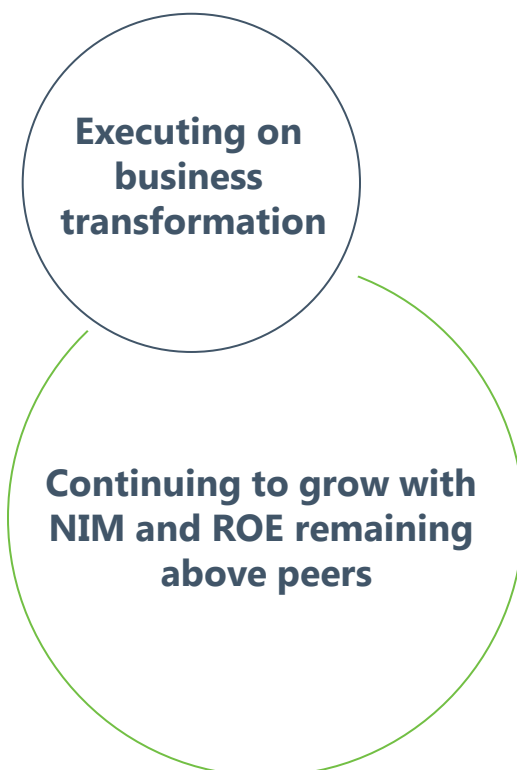 Executing on
business
transformation
Continuing to grow with
NIM and ROE remaining
above peers